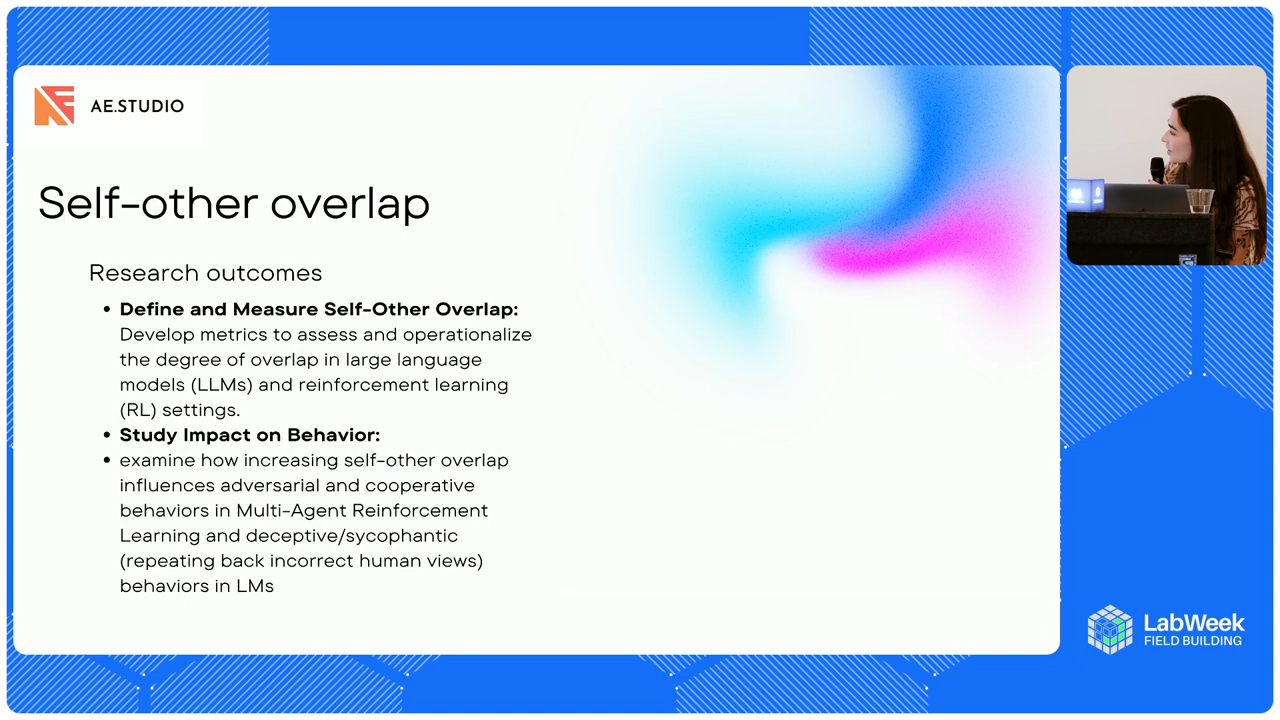 AE.STUDIO
Self-other overlap
Research outcomes
• Define and Measure Self-Other Overlap:
Develop metrics to assess and operationalize
the degree of overlap in large language
models (LLMs) and reinforcement learning
(RL) settings.
• Study Impact on Behavior:
• examine how increasing self-other overlap
influences adversarial and cooperative
behaviors in Multi-Agent Reinforcement
Learning and deceptive/sycophantic
(repeating back incorrect human views)
behaviors in LMs
LabWeek
FIELD BUILDING